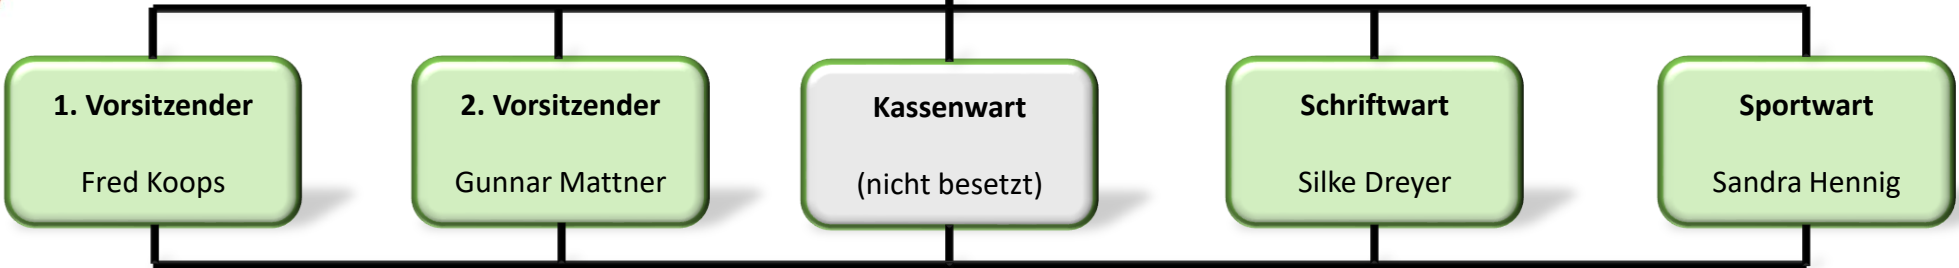 1. Vorsitzender
Fred Koops
2. Vorsitzender
Gunnar Mattner
Kassenwart
(nicht besetzt)
Schriftwart
Silke Dreyer
Sportwart
Sandra Hennig